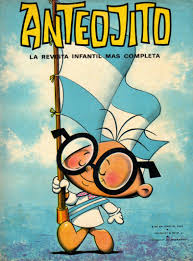 ANTEOJITO
LA REVISTA INFANTIL MAS COMPLETA